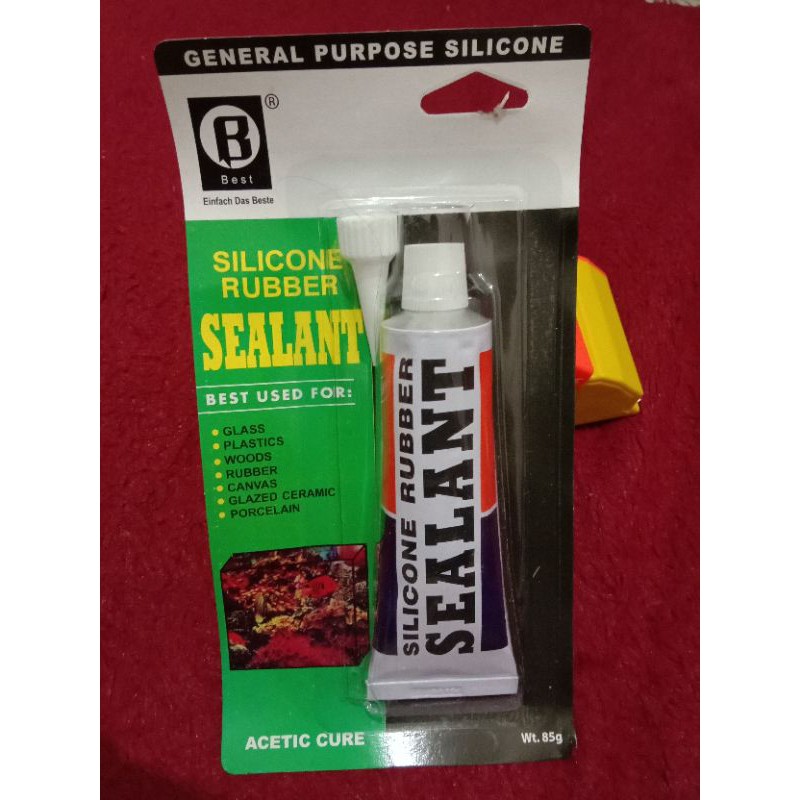 GENERAL PURPOSE SILICONE
B
®
Best
Einfach Das Beste
SILICONE
RUBBER
SEALANT
BEST USED FOR:
GLASS
PLASTICS
WOODS
RUBBER
CANVAS
GLAZED CERAMIC
PORCELAIN
SILICONE RUBBER
SEALANT
ACETIC CURE
Wt. 85g